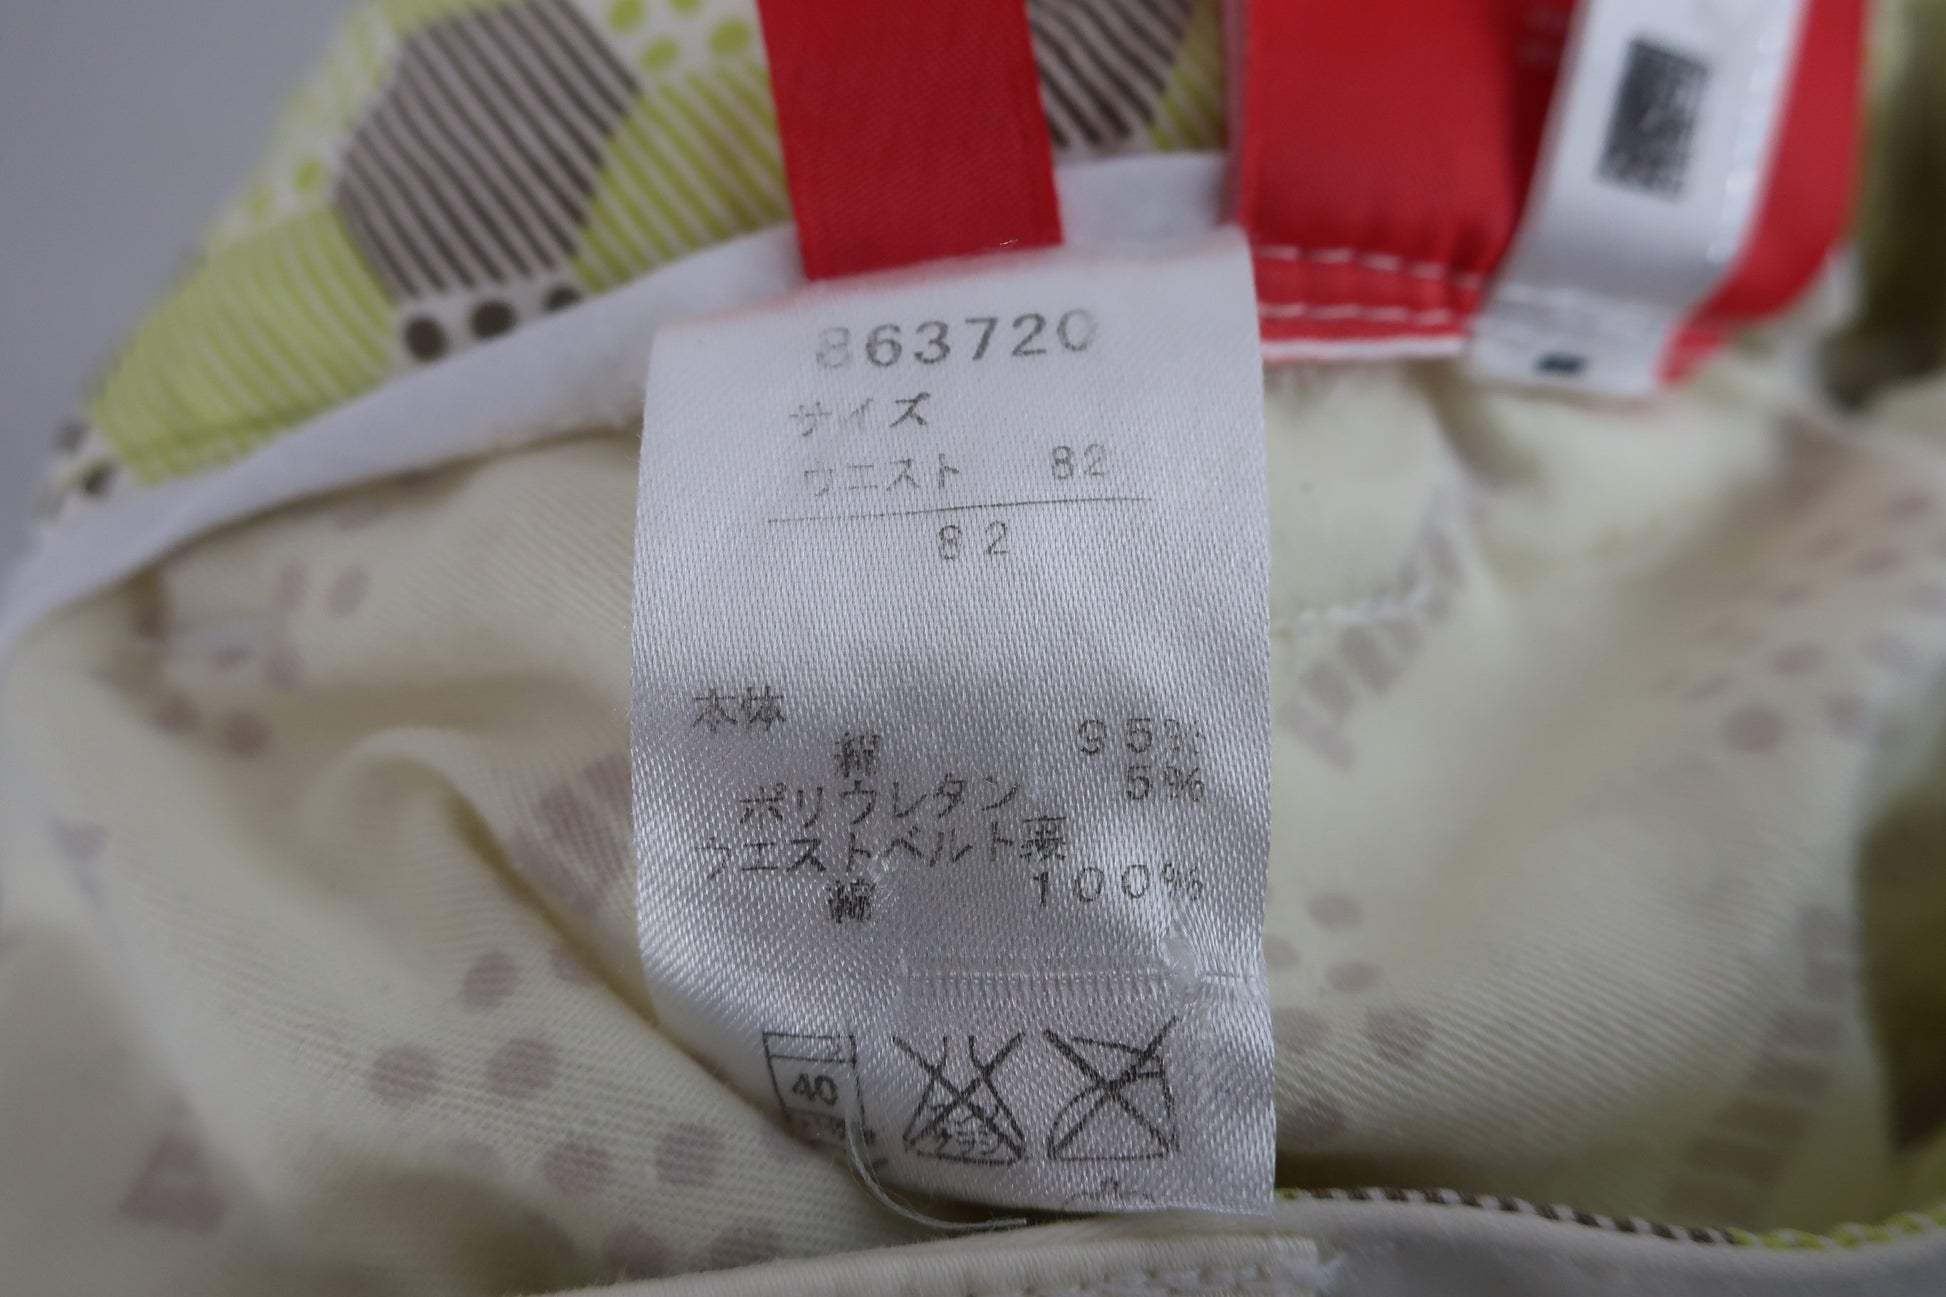 863720
サイズ
ウエスト 82
82
本体
綿 95%
ポリウレタン 5%
ウエストベルト裏
綿 100%
40